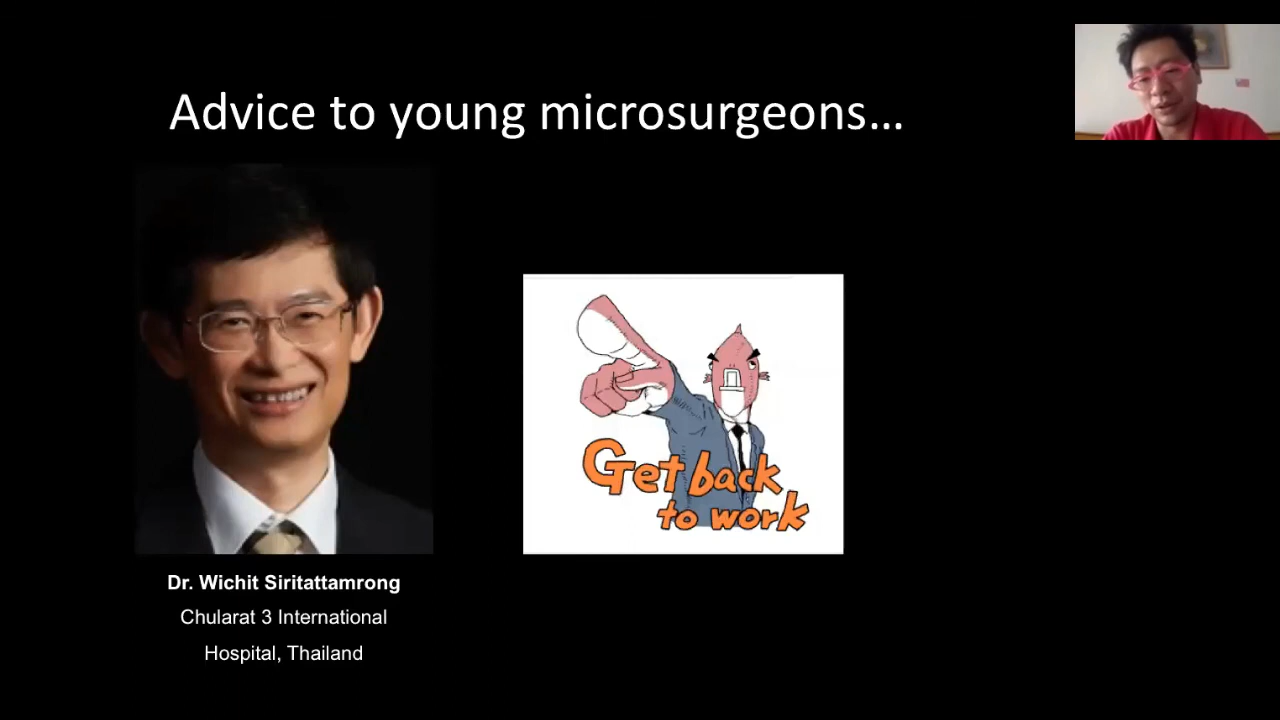 Advice to young microsurgeons…
Get back
to work
Dr. Wichit Siritattamrong
Chularat 3 International
Hospital, Thailand